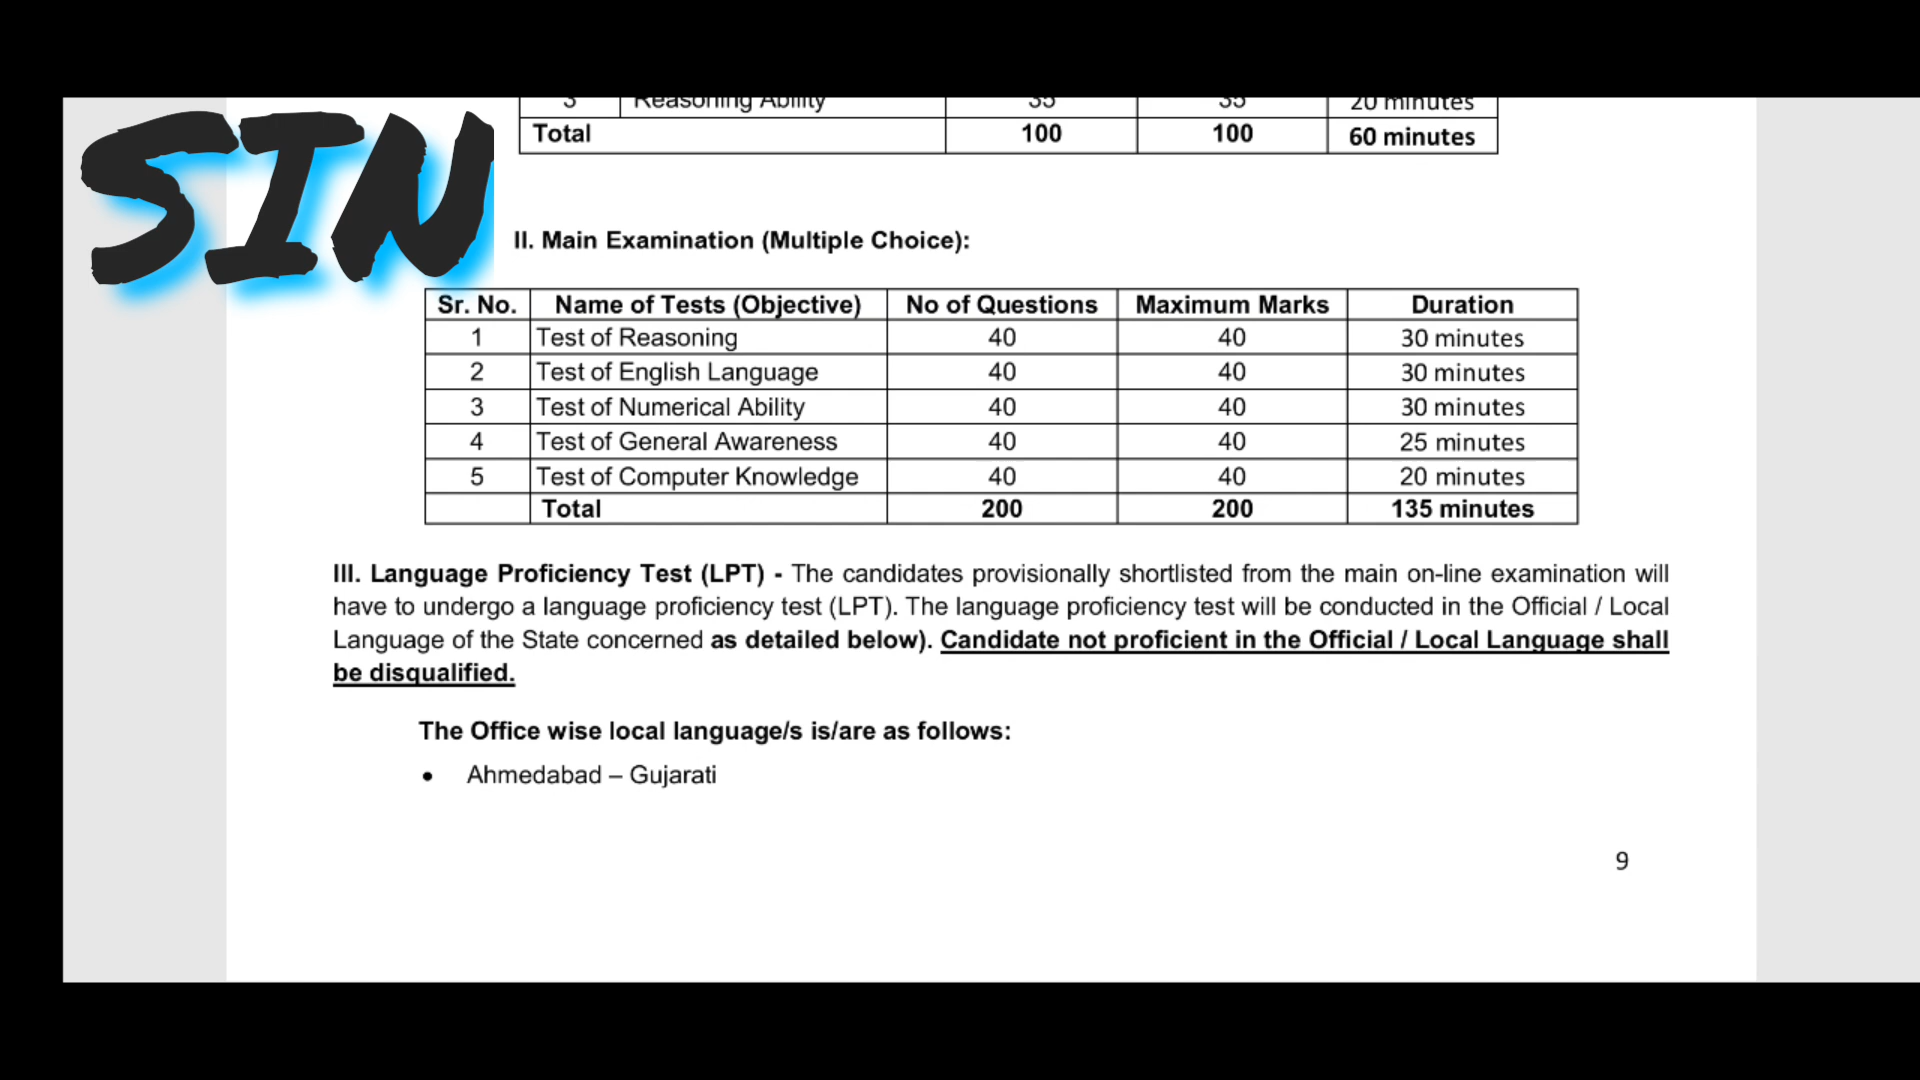 SIN
3 Reasoning Ability 35 35 20 minutes
Total 100 100 60 minutes
II. Main Examination (Multiple Choice):
Sr. No. Name of Tests (Objective) No of Questions Maximum Marks Duration
1 Test of Reasoning 40 40 30 minutes
2 Test of English Language 40 40 30 minutes
3 Test of Numerical Ability 40 40 30 minutes
4 Test of General Awareness 40 40 25 minutes
5 Test of Computer Knowledge 40 40 20 minutes
Total 200 200 135 minutes
III. Language Proficiency Test (LPT) - The candidates provisionally shortlisted from the main on-line examination will
have to undergo a language proficiency test (LPT). The language proficiency test will be conducted in the Official / Local
Language of the State concerned as detailed below). Candidate not proficient in the Official / Local Language shall
be disqualified.
The Office wise local language/s is/are as follows:
• Ahmedabad – Gujarati
9